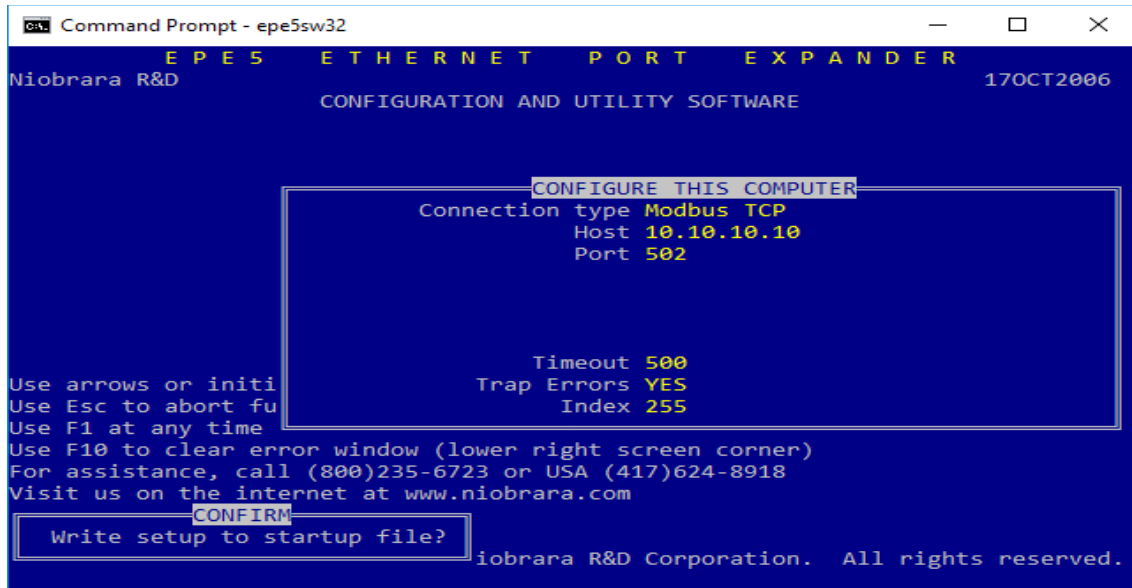 Command Prompt - epe5sw32
E P E 5 E T H E R N E T P O R T E X P A N D E R
Niobrara R&D 17OCT2006
CONFIGURATION AND UTILITY SOFTWARE
CONFIGURE THIS COMPUTER
Connection type Modbus TCP
Host 10.10.10.10
Port 502
Timeout 500
Use arrows or initi Trap Errors YES
Use Esc to abort fu Index 255
Use F1 at any time
Use F10 to clear error window (lower right screen corner)
For assistance, call (800)235-6723 or USA (417)624-8918
Visit us on the internet at www.niobrara.com
CONFIRM
Write setup to startup file?
iobrara R&D Corporation. All rights reserved.